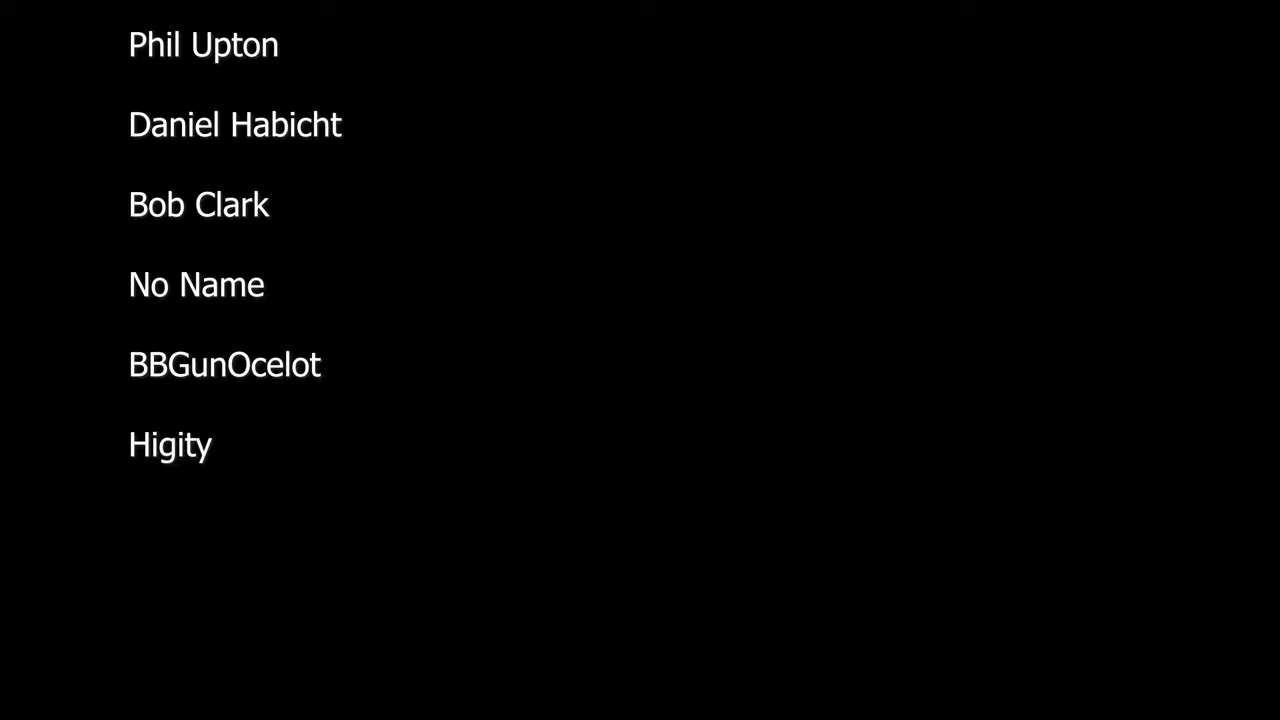 Phil Upton
Daniel Habicht
Bob Clark
No Name
BBGunOcelot
Higity